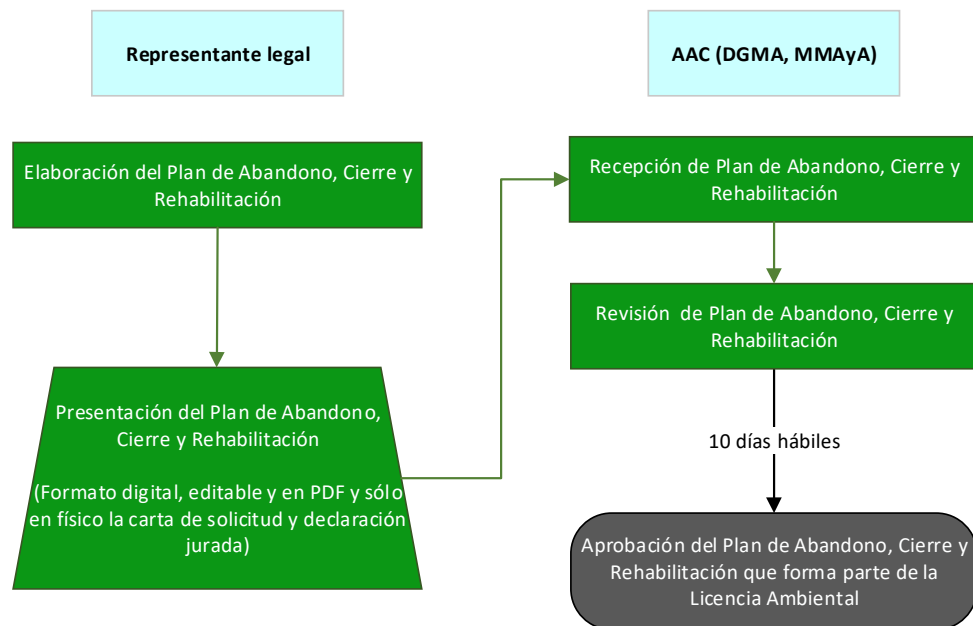 Representante legal
AAC (DGMA, MMAyA)
Elaboración del Plan de Abandono, Cierre y
Rehabilitación
Presentación del Plan de Abandono,
Cierre y Rehabilitación
(Formato digital, editable y en PDF y sólo
en físico la carta de solicitud y declaración
jurada)
Recepción de Plan de Abandono, Cierre y
Rehabilitación
Revisión de Plan de Abandono, Cierre y
Rehabilitación
10 días hábiles
Aprobación del Plan de Abandono, Cierre y
Rehabilitación que forma parte de la
Licencia Ambiental